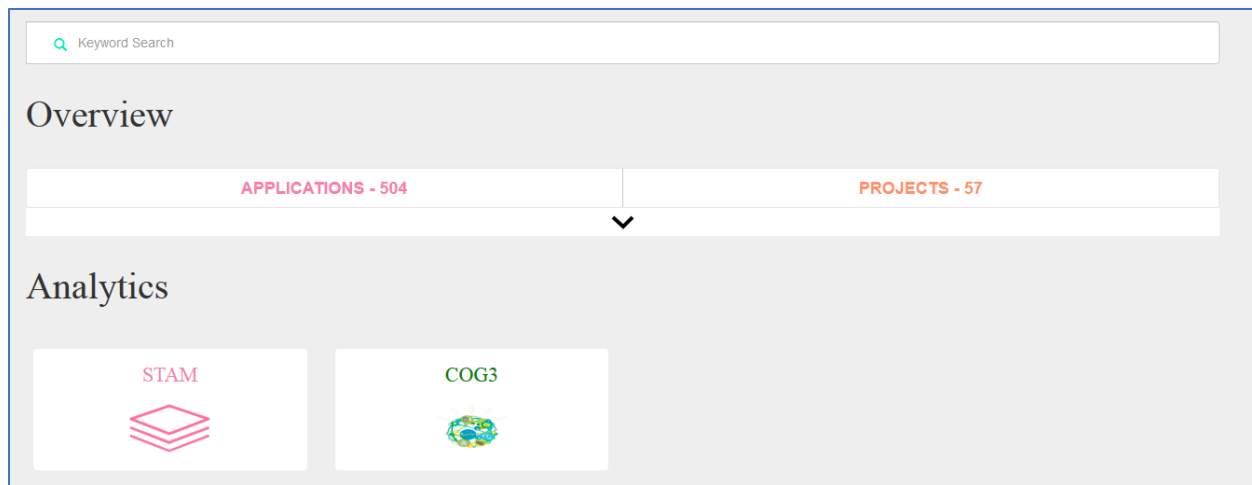 Keyword Search
Overview
APPLICATIONS - 504
PROJECTS - 57
Analytics
STAM
COG3